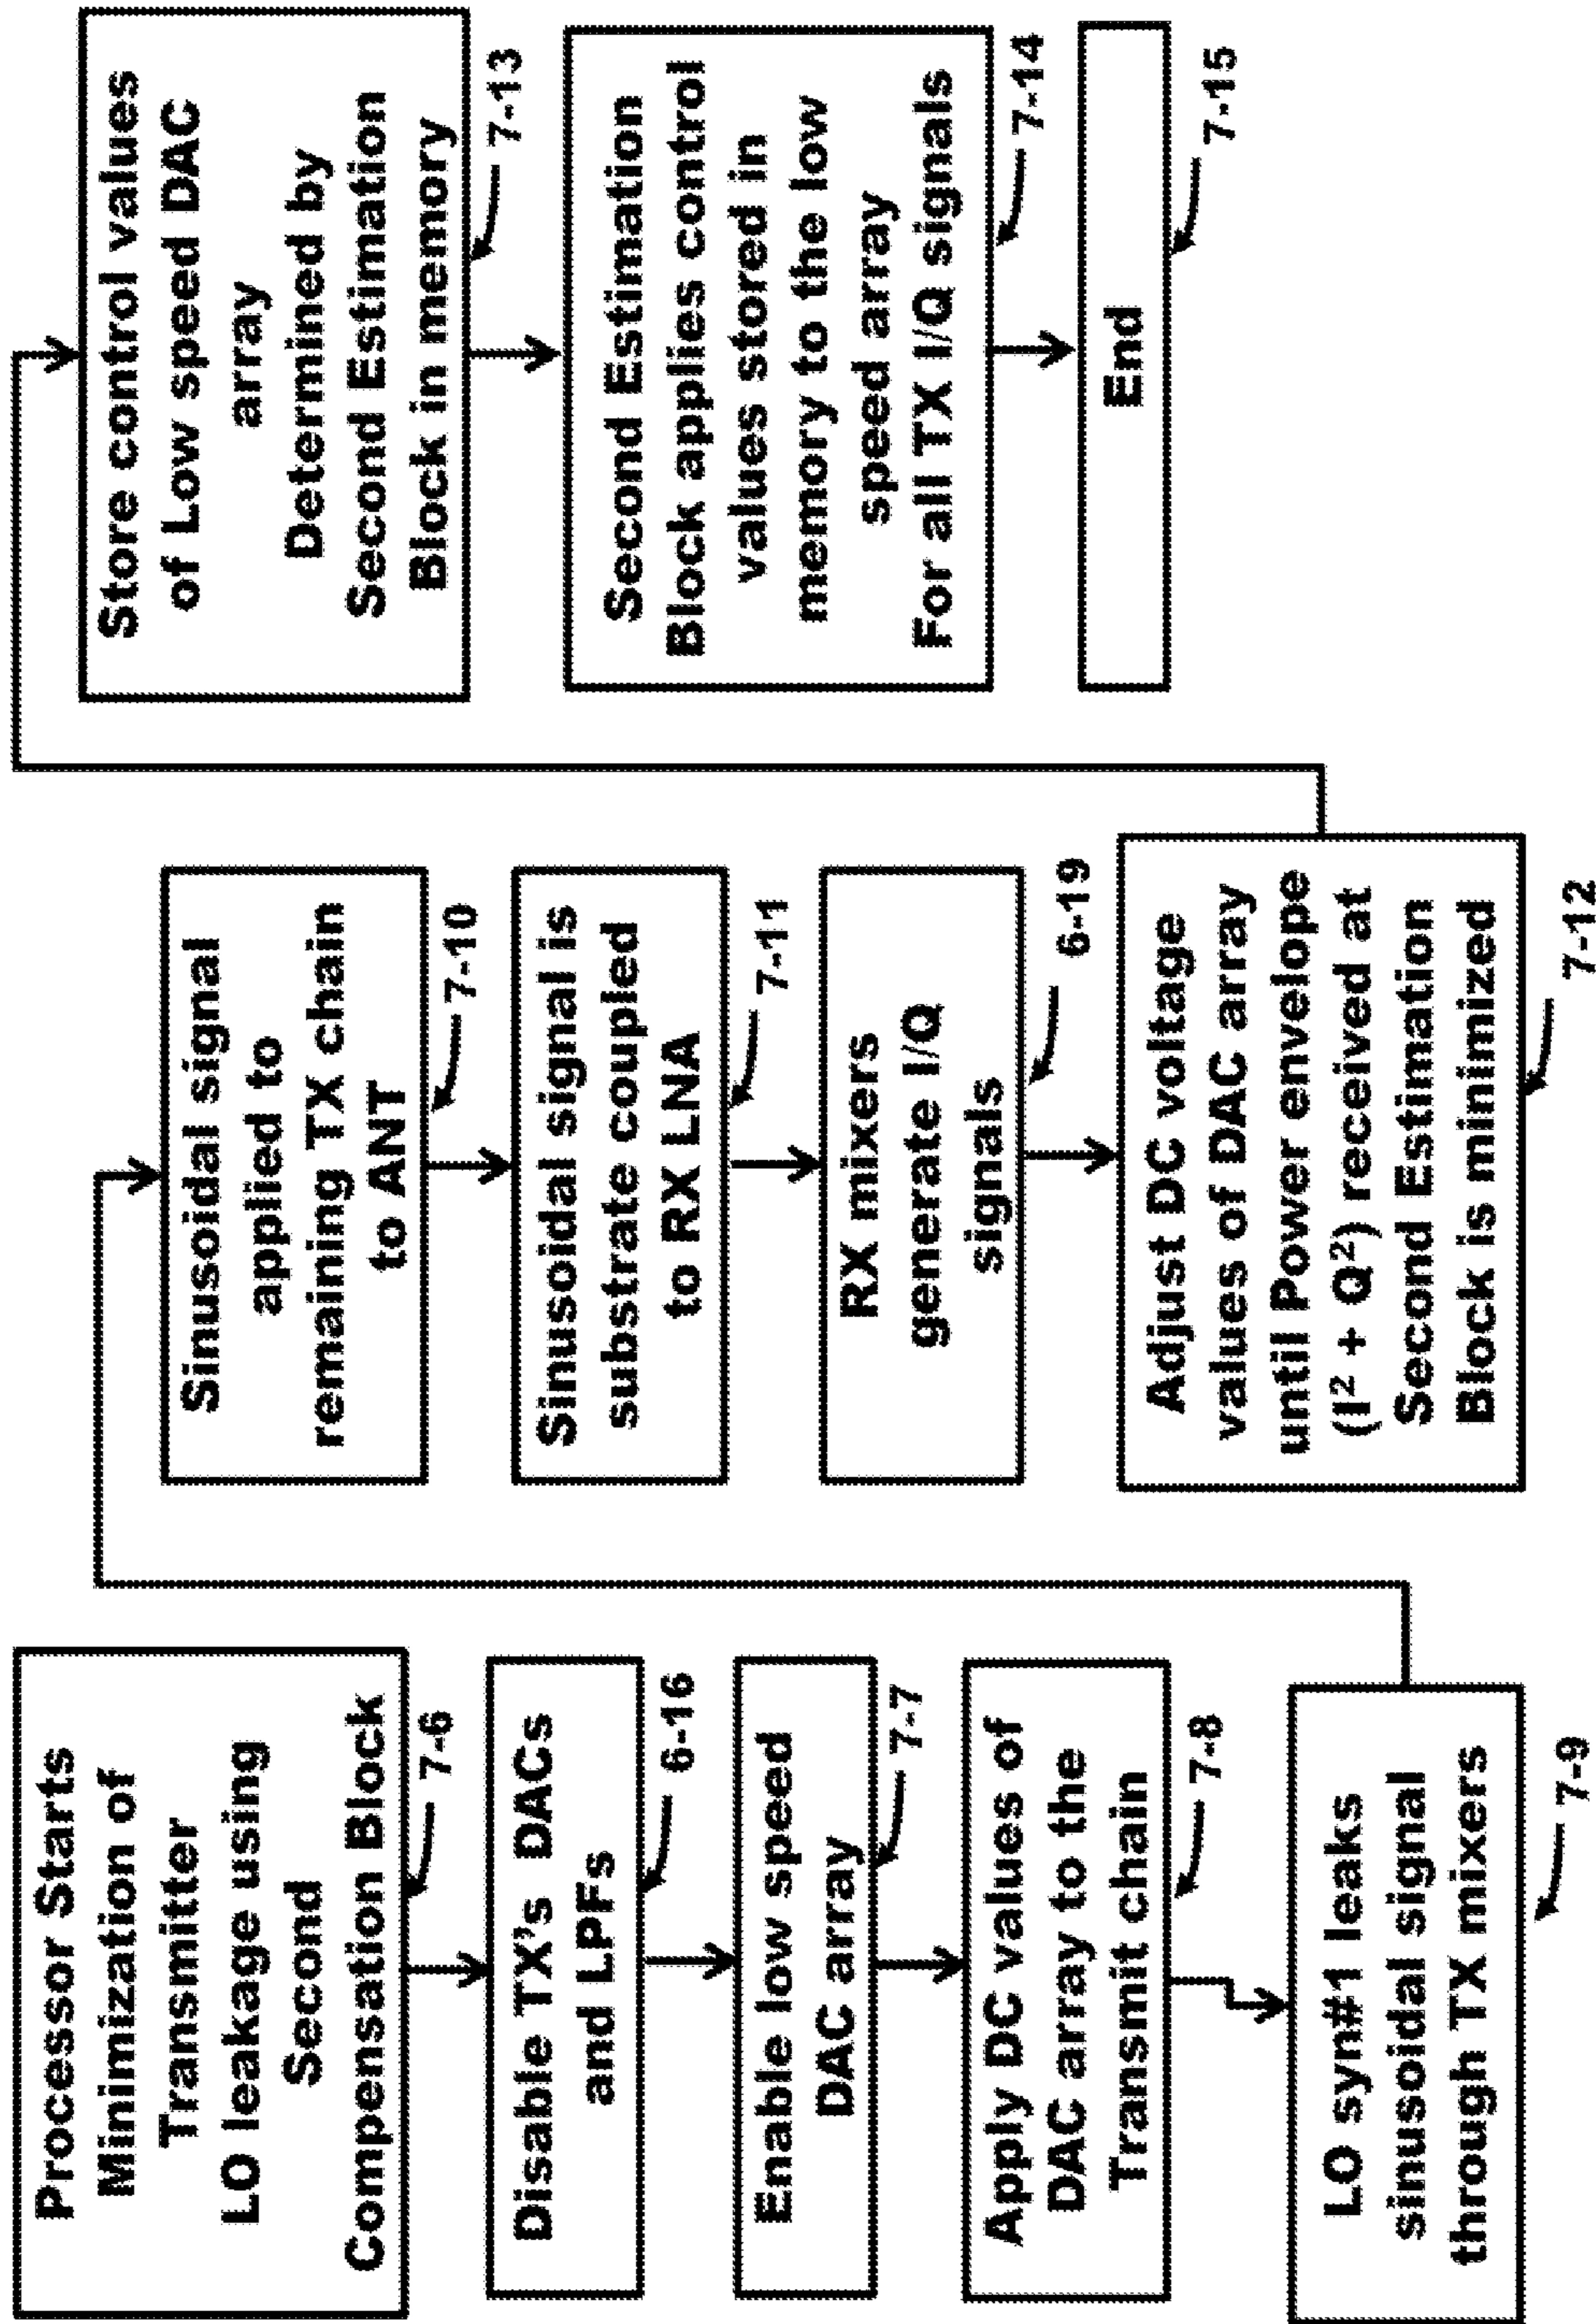 Processor Starts
Minimization of
Transmitter
LO leakage using
Second
Compensation Block
7-6
Disable TX's DACs
and LPFs
6-16
Enable low speed
DAC array
7-7
Apply DC values of
DAC array to the
Transmit chain
7-8
LO syn#1 leaks
sinusoidal signal
through TX mixers
7-9
Sinusoidal signal
applied to
remaining TX chain
to ANT
7-10
Sinusoidal signal is
substrate coupled
to RX LNA
7-11
RX mixers
generate I/Q
signals
6-19
Adjust DC voltage
values of DAC array
until Power envelope
(I² + Q²) received at
Second Estimation
Block is minimized
7-12
Store control values
of Low speed DAC
array
Determined by
Second Estimation
Block in memory
7-13
Second Estimation
Block applies control
values stored in
memory to the low
speed array
For all TX I/Q signals
7-14
End
7-15